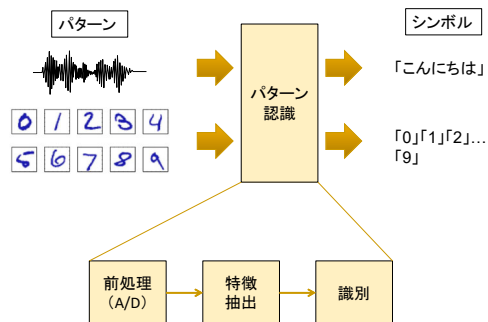 パターン
シンボル
パターン
認識
「こんにちは」
0 1 2 3 4
5 6 7 8 9
「0」「1」「2」…
「9」
前処理
（A/D）
特徴
抽出
識別